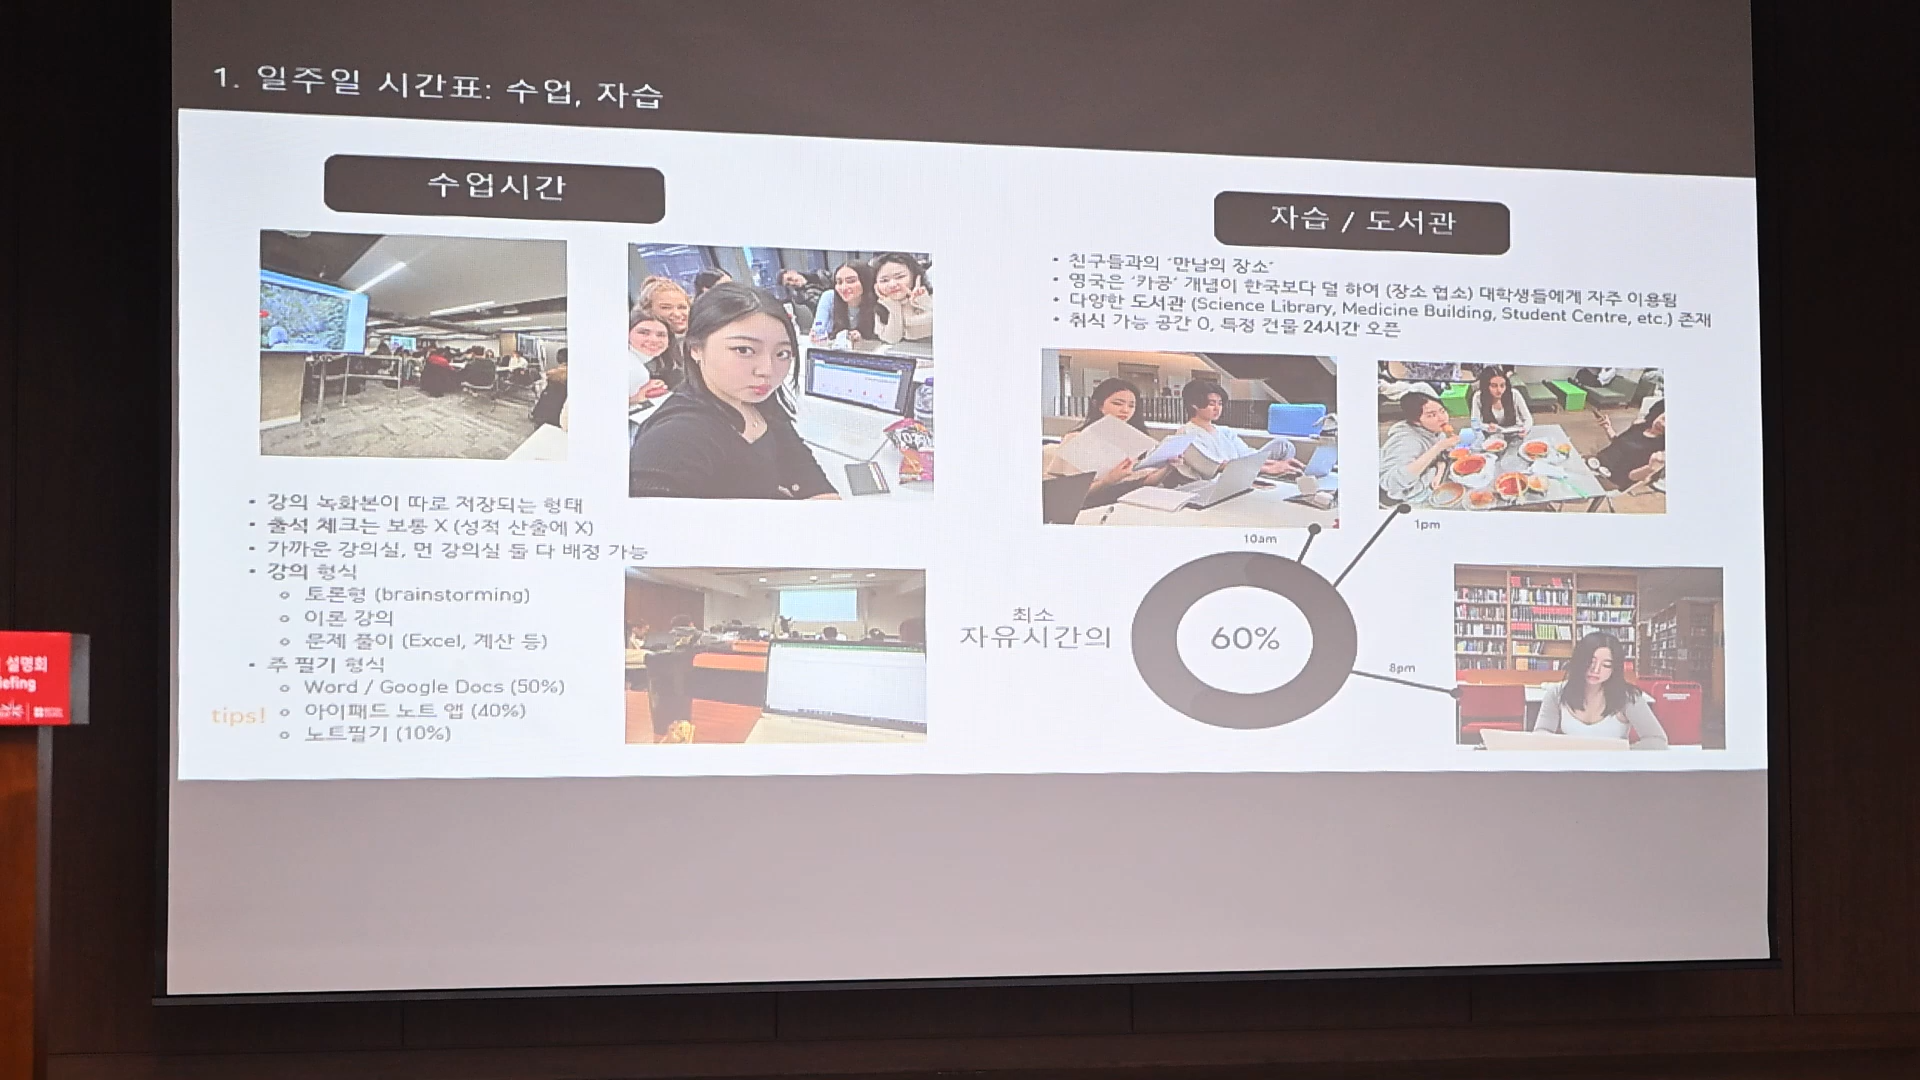 1. 일주일 시간표: 수업, 자습
수업시간
• 강의 녹화본이 따로 저장되는 형태
• 출석 체크는 보통 X (성적 산출에 X)
• 가까운 강의실, 먼 강의실 둘 다 배정 가능
• 강의 형식
o 토론형 (brainstorming)
o 이론 강의
o 문제 풀이 (Excel, 계산 등)
• 주 필기 형식
o Word / Google Docs (50%)
tips! o 아이패드 노트 앱 (40%)
o 노트필기 (10%)
자습 / 도서관
• 친구들과의 '만남의 장소'
• 영국은 '카공' 개념이 한국보다 덜 하여 (장소 협소) 대학생들에게 자주 이용됨
• 다양한 도서관 (Science Library, Medicine Building, Student Centre, etc.) 존재
• 취식 가능 공간 O, 특정 건물 24시간 오픈
10am
1pm
최소
자유시간의
60%
8pm
설명회
iefing